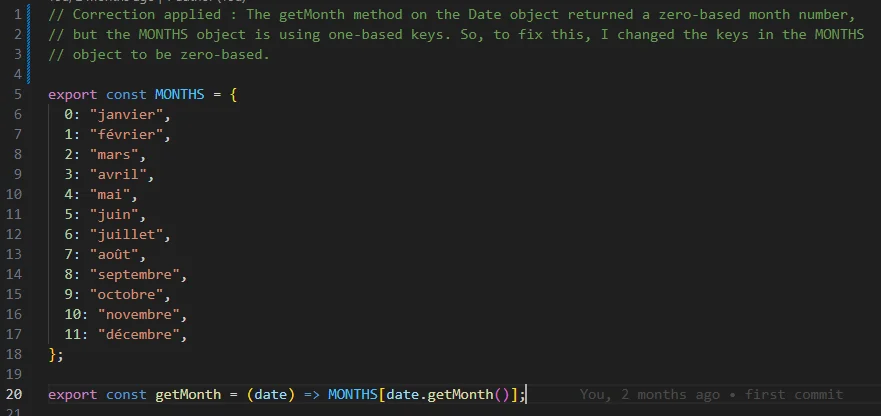 1 // Correction applied : The getMonth method on the Date object returned a zero-based month number,
2 // but the MONTHS object is using one-based keys. So, to fix this, I changed the keys in the MONTHS
3 // object to be zero-based.
4
5 export const MONTHS = {
6 0: "janvier",
7 1: "février",
8 2: "mars",
9 3: "avril",
10 4: "mai",
11 5: "juin",
12 6: "juillet",
13 7: "août",
14 8: "septembre",
15 9: "octobre",
16 10: "novembre",
17 11: "décembre",
18 };
19
20 export const getMonth = (date) => MONTHS[date.getMonth()]; You, 2 months ago • first commit
21